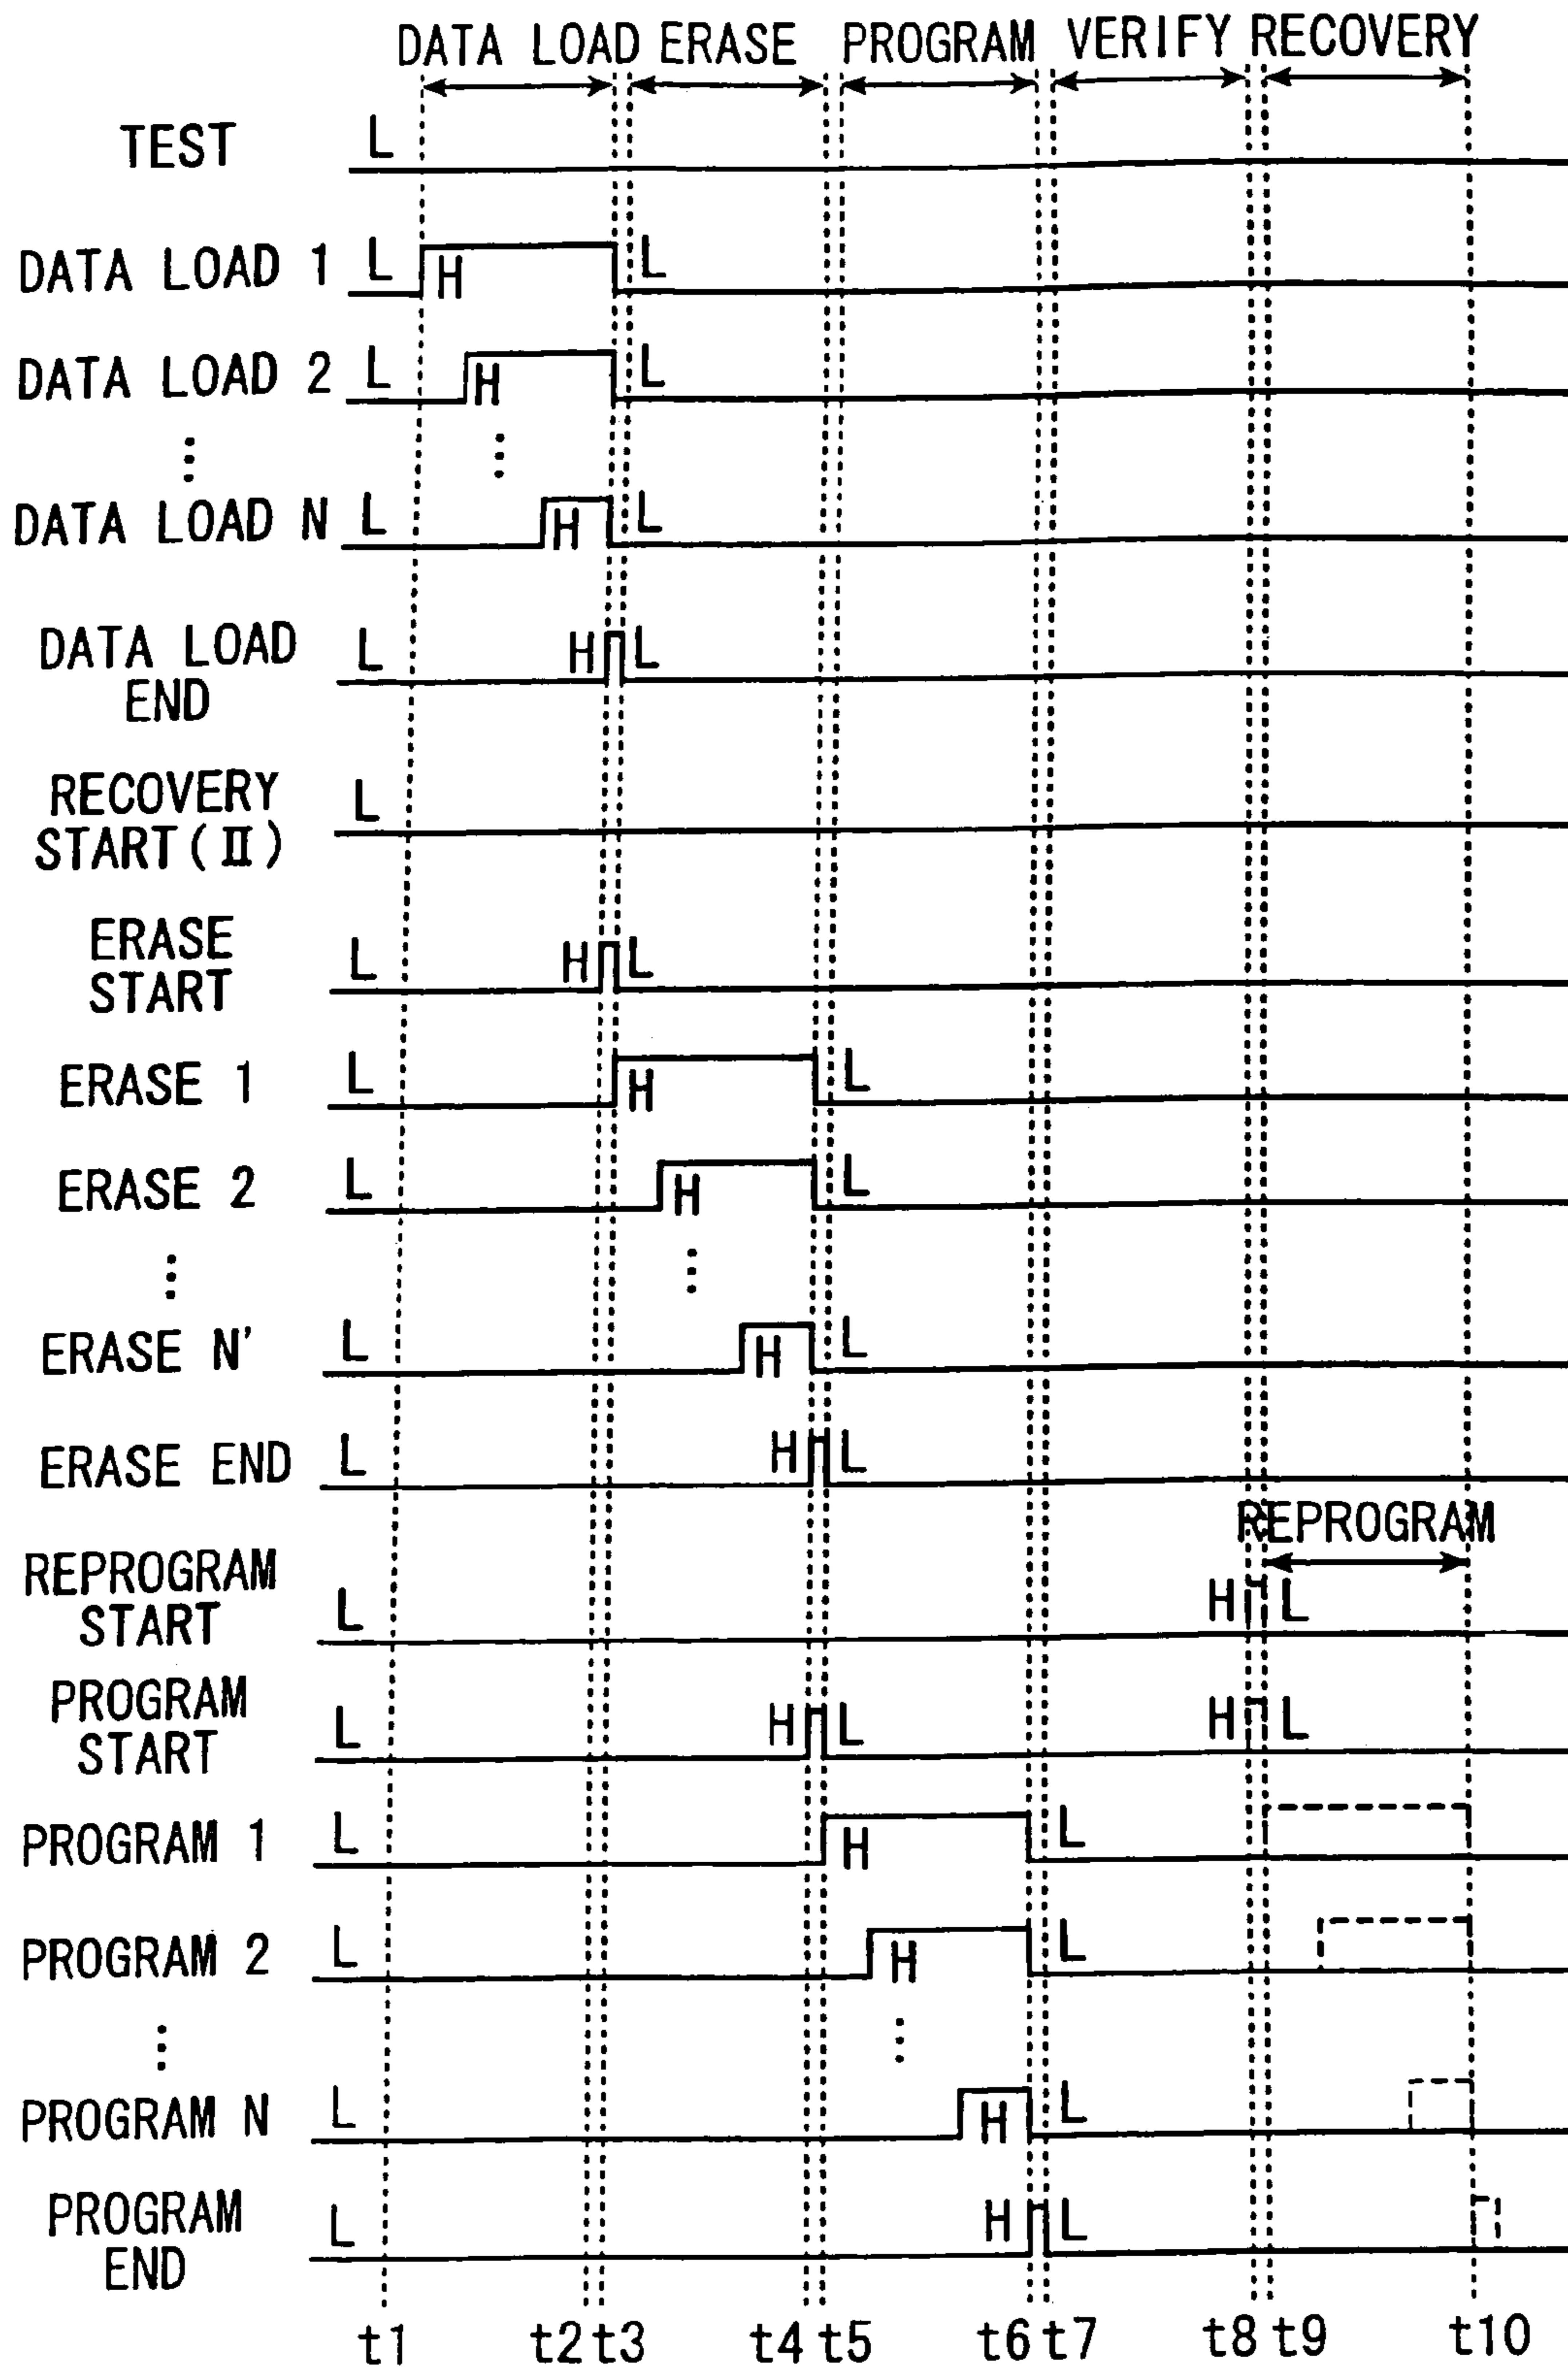 DATA LOAD ERASE PROGRAM VERIFY RECOVERY
TEST L
DATA LOAD 1 L H L
DATA LOAD 2 L H L
DATA LOAD N L H L
DATA LOAD
END
L H L
RECOVERY
START(II)
L
ERASE
START
L H L
ERASE 1 L H L
ERASE 2 L H L
ERASE N' L H L
ERASE END L H L
REPROGRAM
REPROGRAM
START
L H L
PROGRAM
START
L H L H L
PROGRAM 1 L H L
PROGRAM 2 L H L
PROGRAM N L H L
PROGRAM
END
L H L
t1 t2 t3 t4 t5 t6 t7 t8 t9 t10